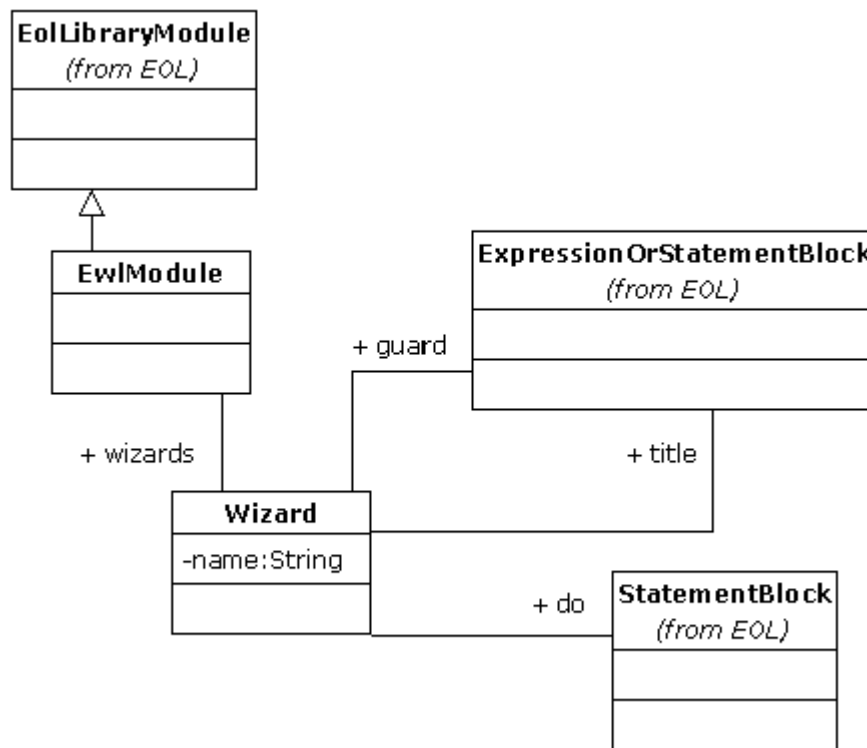 EolLibraryModule
(from EOL)
EwlModule
ExpressionOrStatementBlock
(from EOL)
+ guard
+ wizards
+ title
Wizard
-name:String
+ do
StatementBlock
(from EOL)